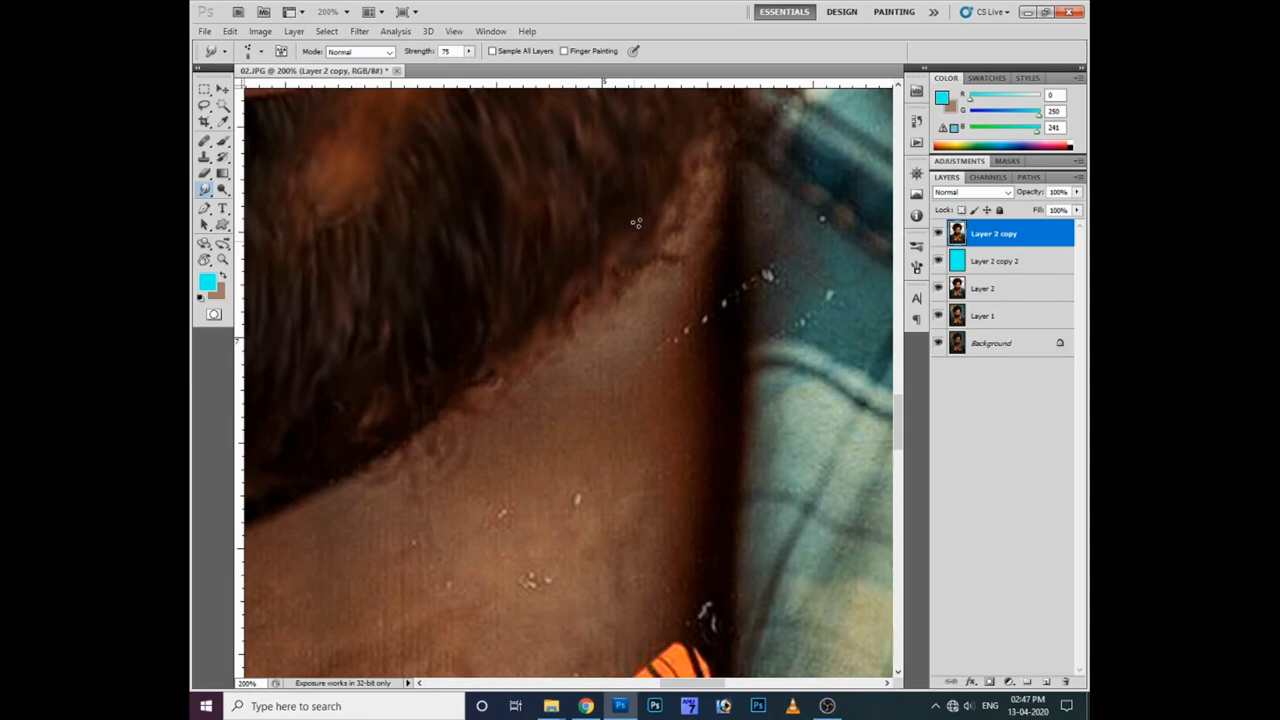 Ps Br Mb 200% ESSENTIALS DESIGN PAINTING CS Live
File Edit Image Layer Select Filter Analysis 3D View Window Help
8 Mode: Normal Strength: 75 Sample All Layers Finger Painting
02.JPG @ 200% (Layer 2 copy, RGB/8#) *
COLOR SWATCHES STYLES
R 0
G 250
B 241
ADJUSTMENTS MASKS
LAYERS CHANNELS PATHS
Normal Opacity: 100%
Lock: Fill: 100%
Layer 2 copy
Layer 2 copy 2
Layer 2
Layer 1
Background
200% Exposure works in 32-bit only
Type here to search
ENG 02:47 PM
13-04-2020